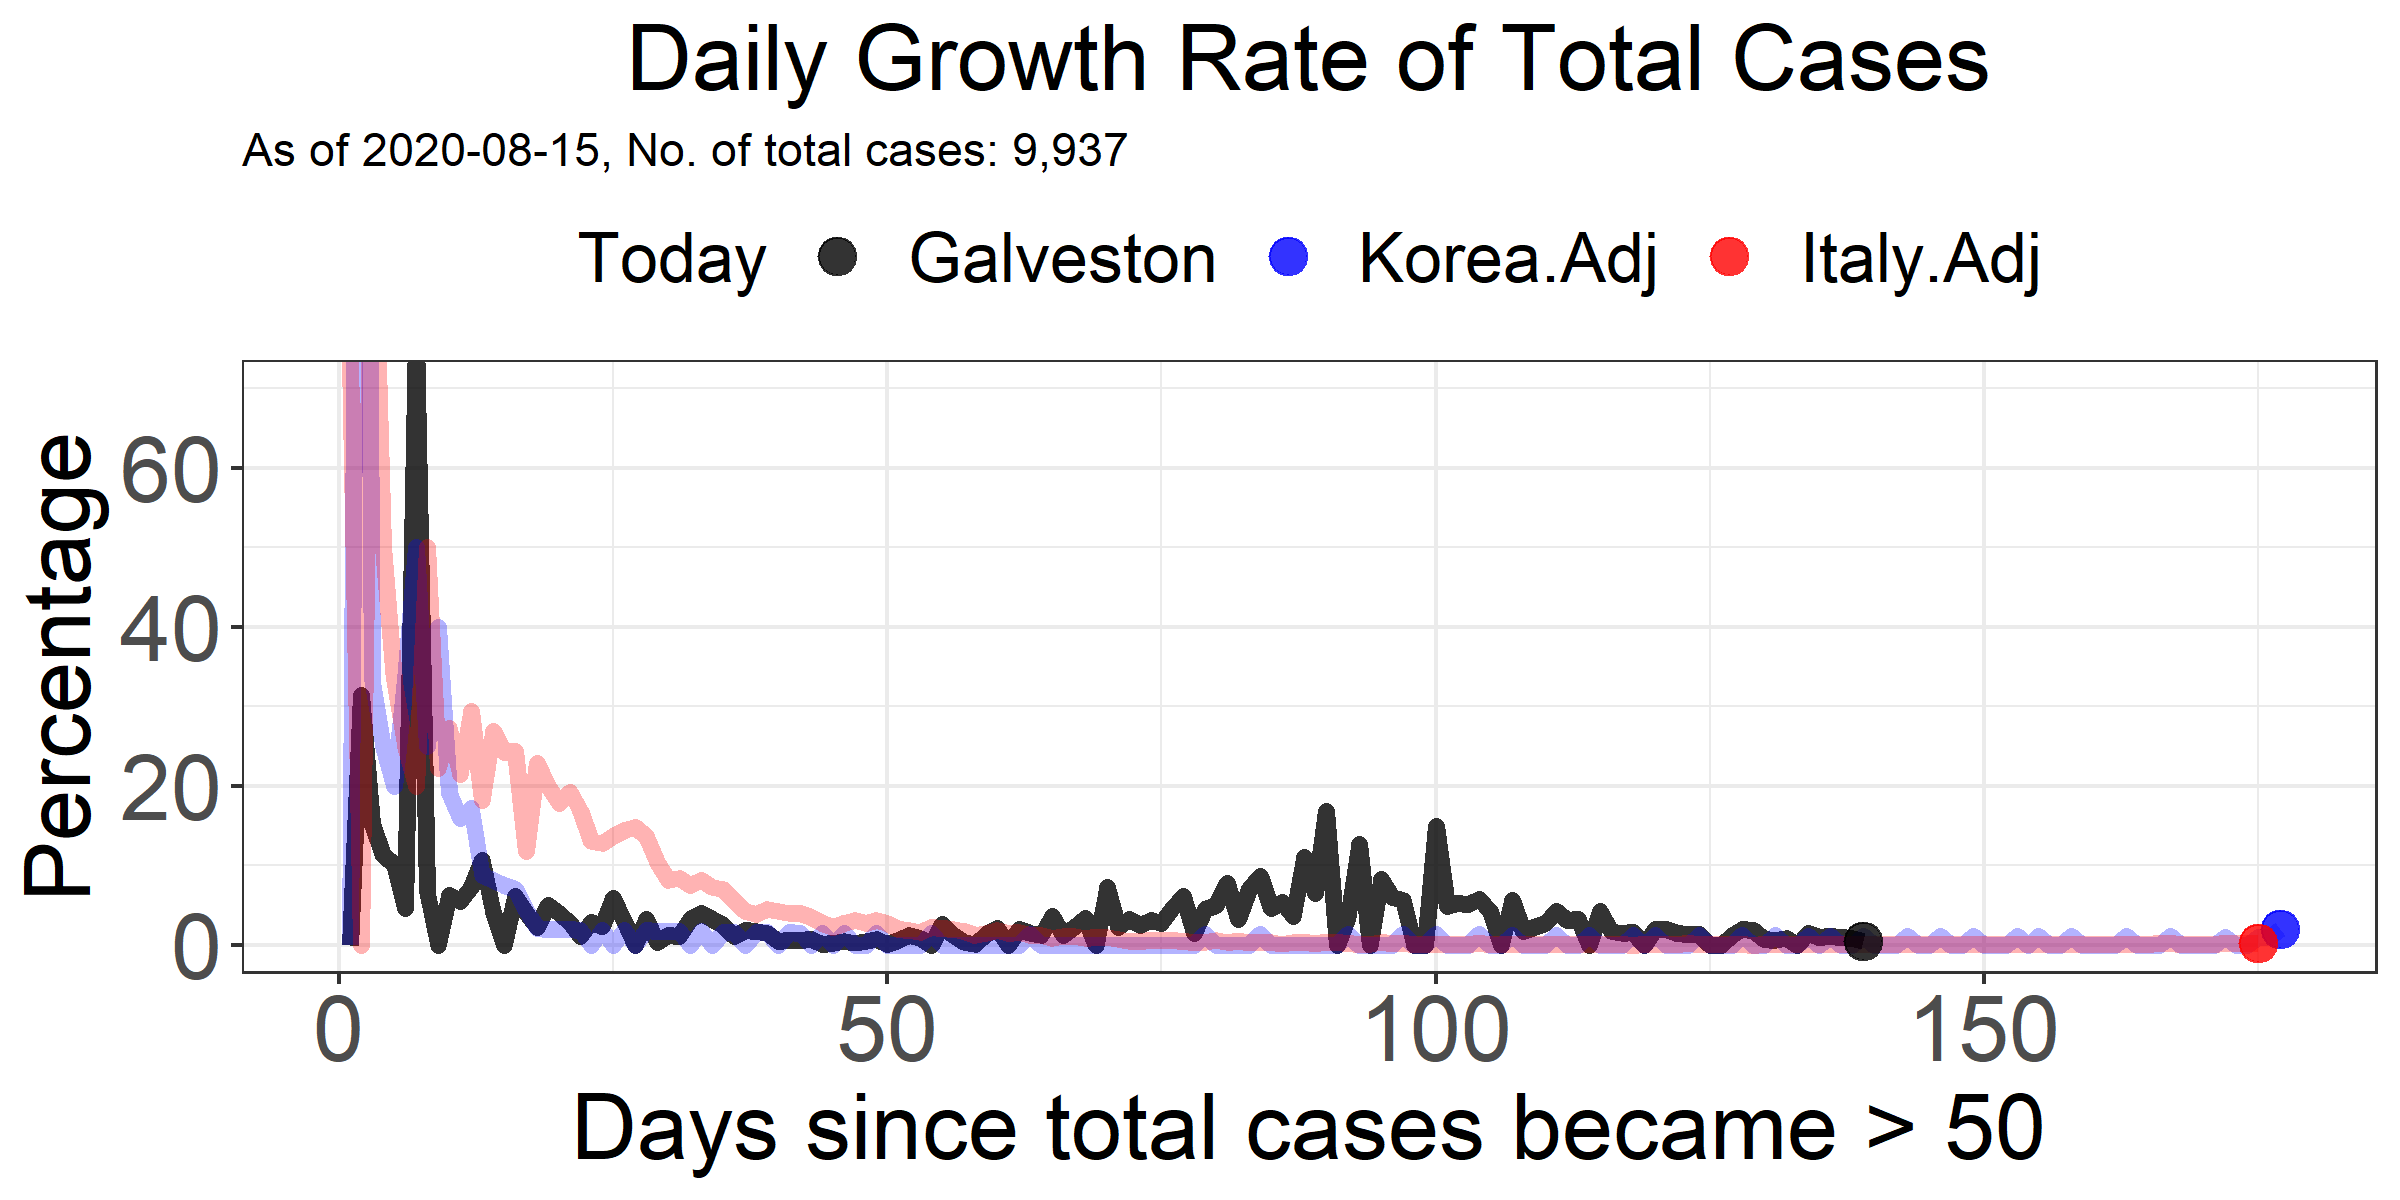 Daily Growth Rate of Total Cases
As of 2020-08-15, No. of total cases: 9,937
Today Galveston Korea.Adj Italy.Adj
Percentage
60
40
20
0
0 50 100 150
Days since total cases became > 50